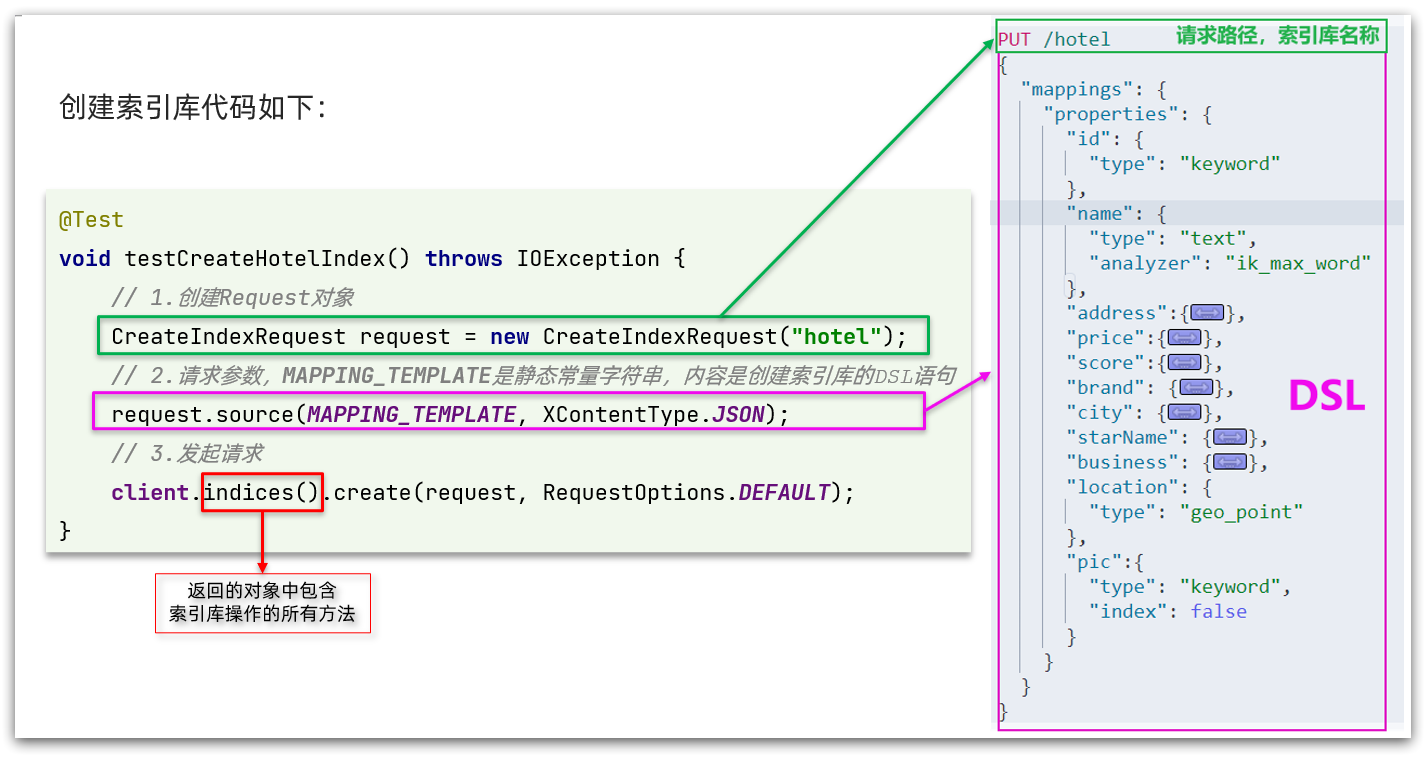 创建索引库代码如下：
@Test
void testCreateHotelIndex() throws IOException {
// 1.创建Request对象
CreateIndexRequest request = new CreateIndexRequest("hotel");
// 2.请求参数，MAPPING_TEMPLATE是静态常量字符串，内容是创建索引库的DSL语句
request.source(MAPPING_TEMPLATE, XContentType.JSON);
// 3.发起请求
client.indices().create(request, RequestOptions.DEFAULT);
}
返回的对象中包含
索引库操作的所有方法
PUT /hotel
请求路径，索引库名称
{
"mappings": {
"properties": {
"id": {
"type": "keyword"
},
"name": {
"type": "text",
"analyzer": "ik_max_word"
},
"address":{},
"price":{},
"score":{},
"brand": {},
"city": {},
"starName": {},
"business": {},
"location": {
"type": "geo_point"
},
"pic":{
"type": "keyword",
"index": false
}
}
}
}
DSL